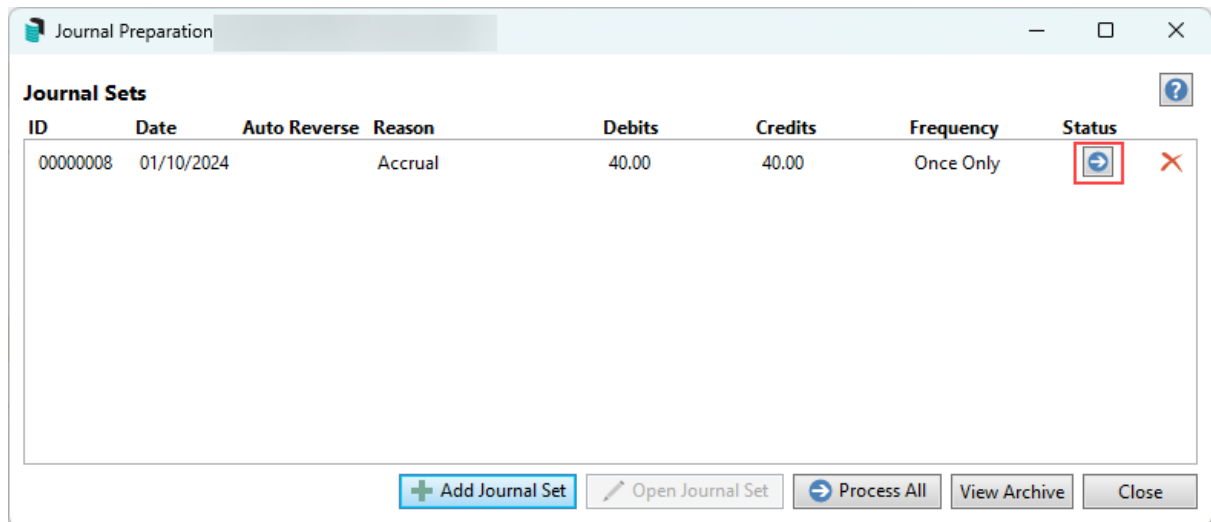 Journal Preparation
Journal Sets
ID Date Auto Reverse Reason Debits Credits Frequency Status
00000008 01/10/2024 Accrual 40.00 40.00 Once Only
Add Journal Set Open Journal Set Process All View Archive Close